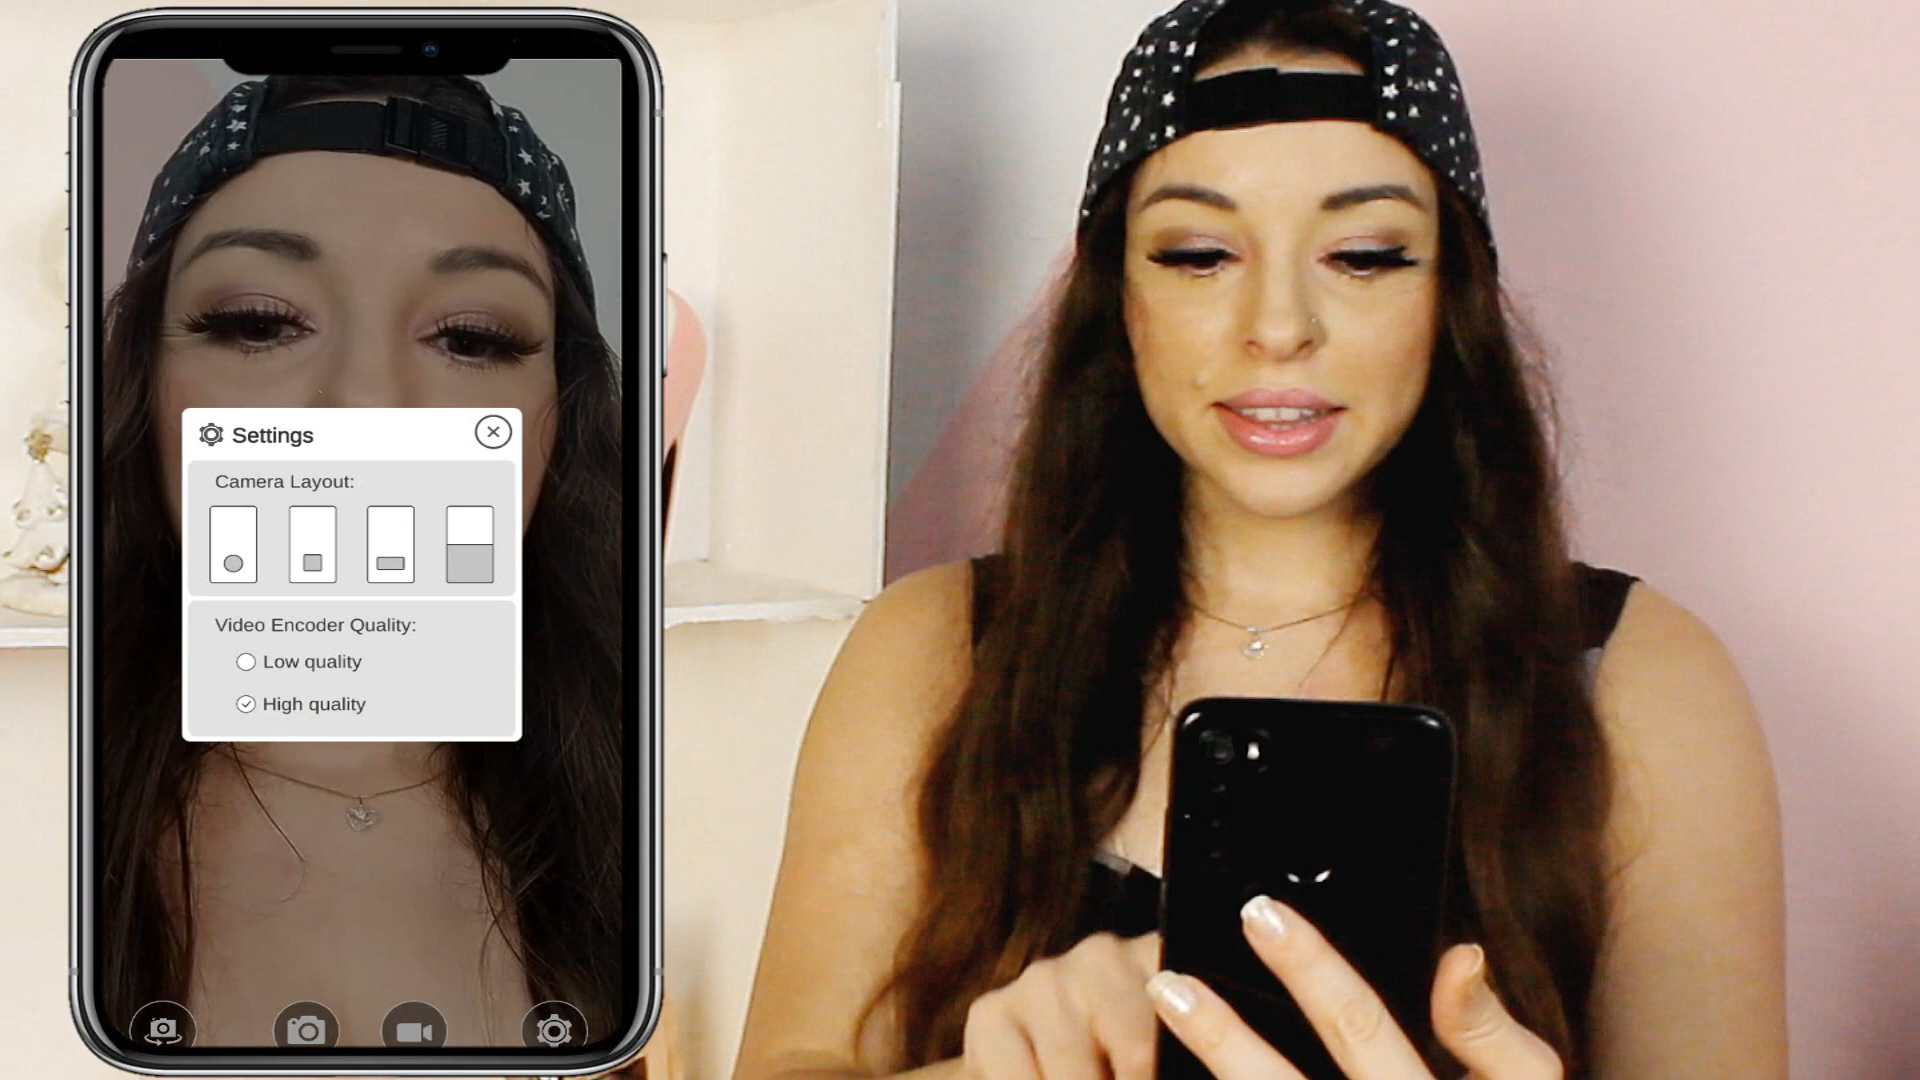 Settings
Camera Layout:
Video Encoder Quality:
Low quality
High quality